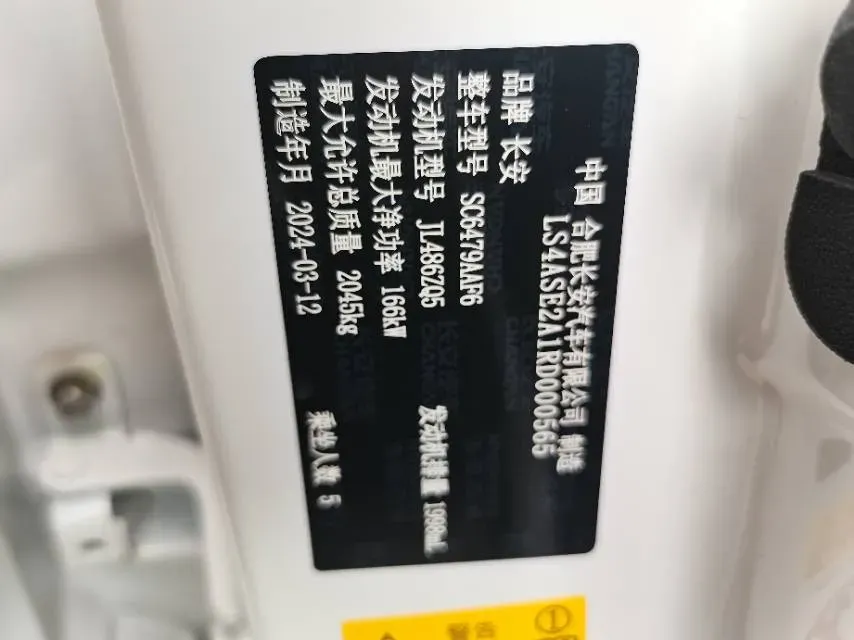 中国 合肥长安汽车有限公司 制造
LS4ASE2A1RD000565
品牌 长安
整车型号 SC6479AAF6
发动机型号 JL486ZQ5 发动机排量 1998mL
发动机最大净功率 166kW
最大允许总质量 2045kg
制造年月 2024-03-12 乘坐人数 5
警告
①